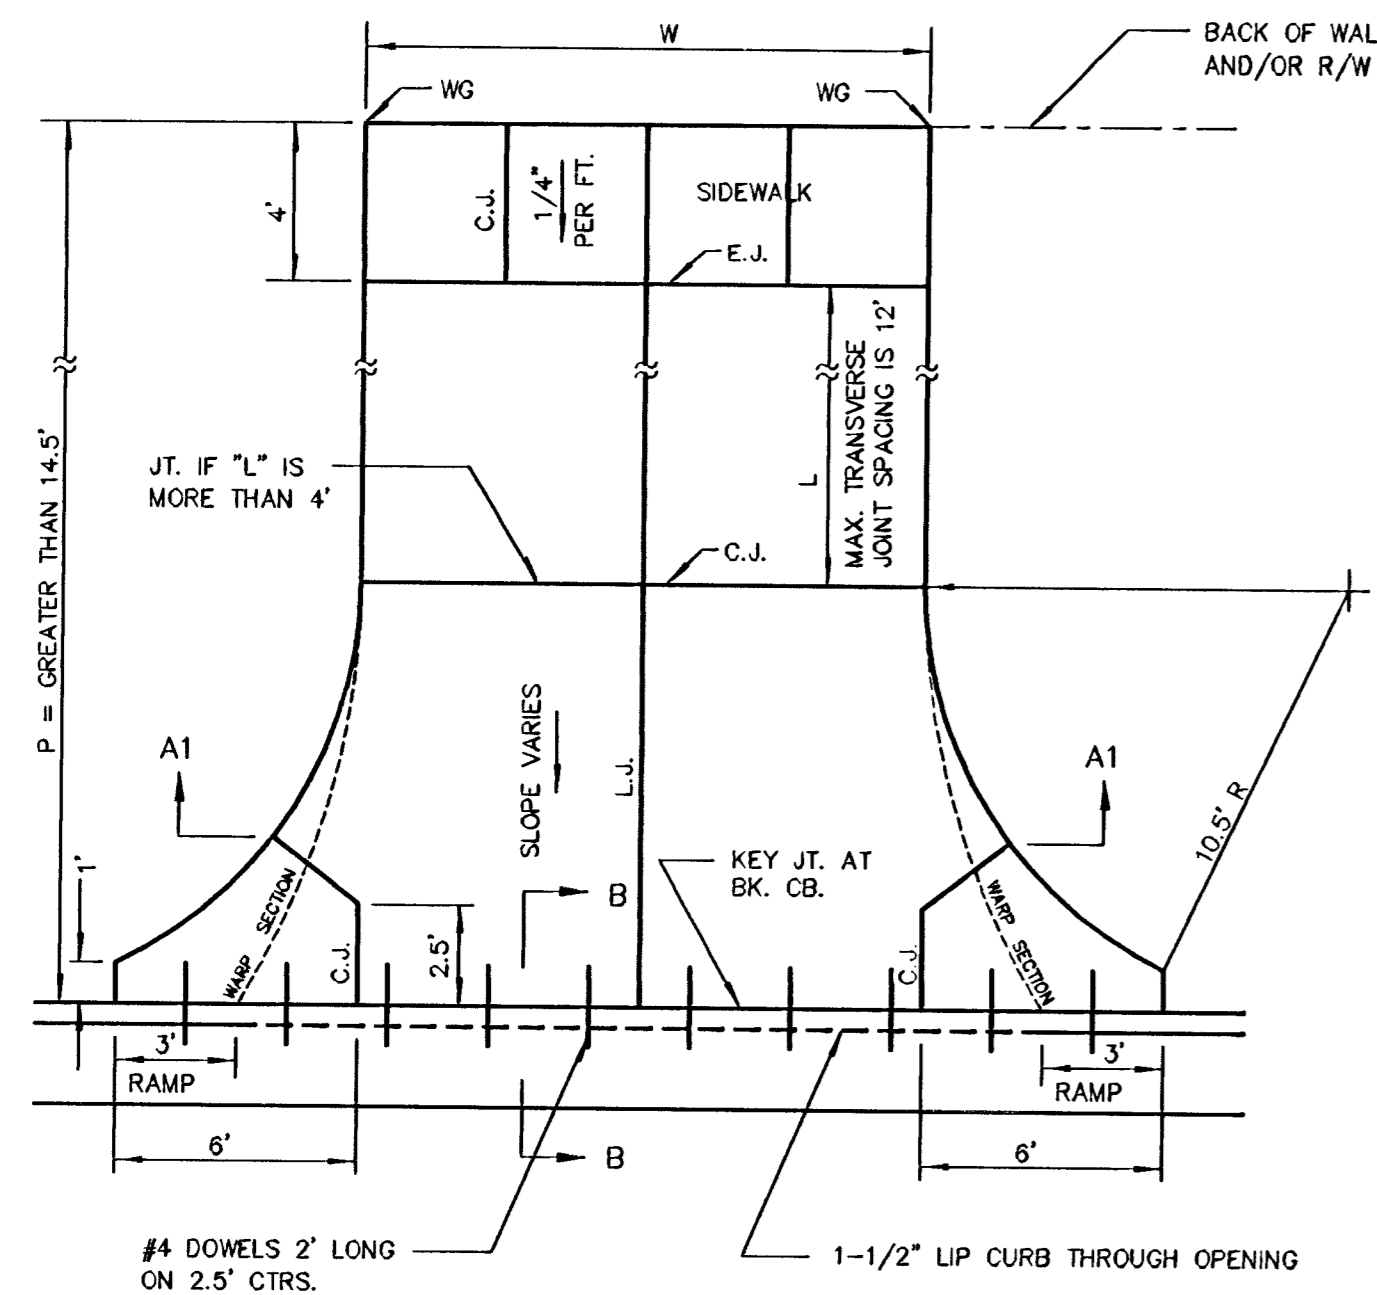 W
BACK OF WAL
AND/OR R/W
WG
WG
4'
C.J.
1/4"
PER FT.
SIDEWALK
E.J.
P = GREATER THAN 14.5'
JT. IF "L" IS
MORE THAN 4'
L
MAX. TRANSVERSE
JOINT SPACING IS 12'
C.J.
A1
A1
SLOPE VARIES
L.J.
10.5' R
1'
KEY JT. AT
BK. CB.
B
WARP SECTION
WARP SECTION
C.J.
2.5'
C.J.
3'
RAMP
3'
RAMP
6'
B
6'
#4 DOWELS 2' LONG
ON 2.5' CTRS.
1-1/2" LIP CURB THROUGH OPENING